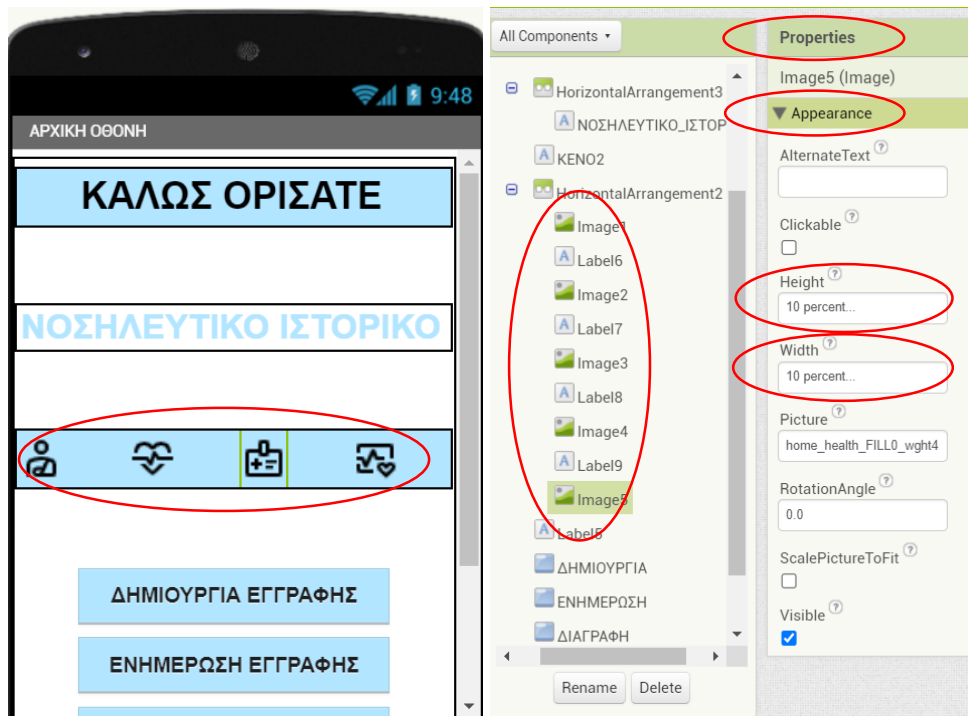 9:48
ΑΡΧΙΚΗ ΟΘΟΝΗ
ΚΑΛΩΣ ΟΡΙΣΑΤΕ
ΝΟΣΗΛΕΥΤΙΚΟ ΙΣΤΟΡΙΚΟ
ΔΗΜΙΟΥΡΓΙΑ ΕΓΓΡΑΦΗΣ
ΕΝΗΜΕΡΩΣΗ ΕΓΓΡΑΦΗΣ
All Components
HorizontalArrangement3
A ΝΟΣΗΛΕΥΤΙΚΟ_ΙΣΤΟΡ
A ΚΕΝΟ2
HorizontalArrangement2
Image1
A Label6
Image2
A Label7
Image3
A Label8
Image4
A Label9
Image5
A Label5
ΔΗΜΙΟΥΡΓΙΑ
ΕΝΗΜΕΡΩΣΗ
ΔΙΑΓΡΑΦΗ
Rename Delete
Properties
Image5 (Image)
Appearance
AlternateText ?
Clickable ?
Height ?
10 percent...
Width ?
10 percent...
Picture ?
home_health_FILL0_wght4
RotationAngle ?
0.0
ScalePictureToFit ?
Visible ?